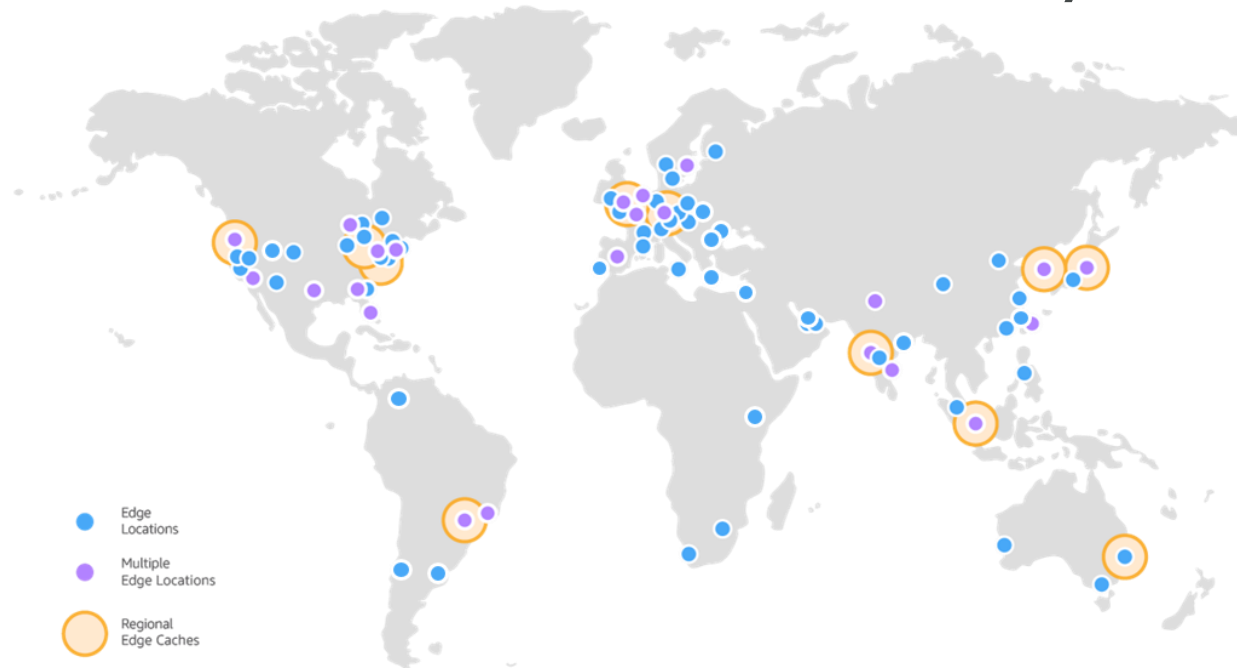 Edge
Locations
Multiple
Edge Locations
Regional
Edge Caches